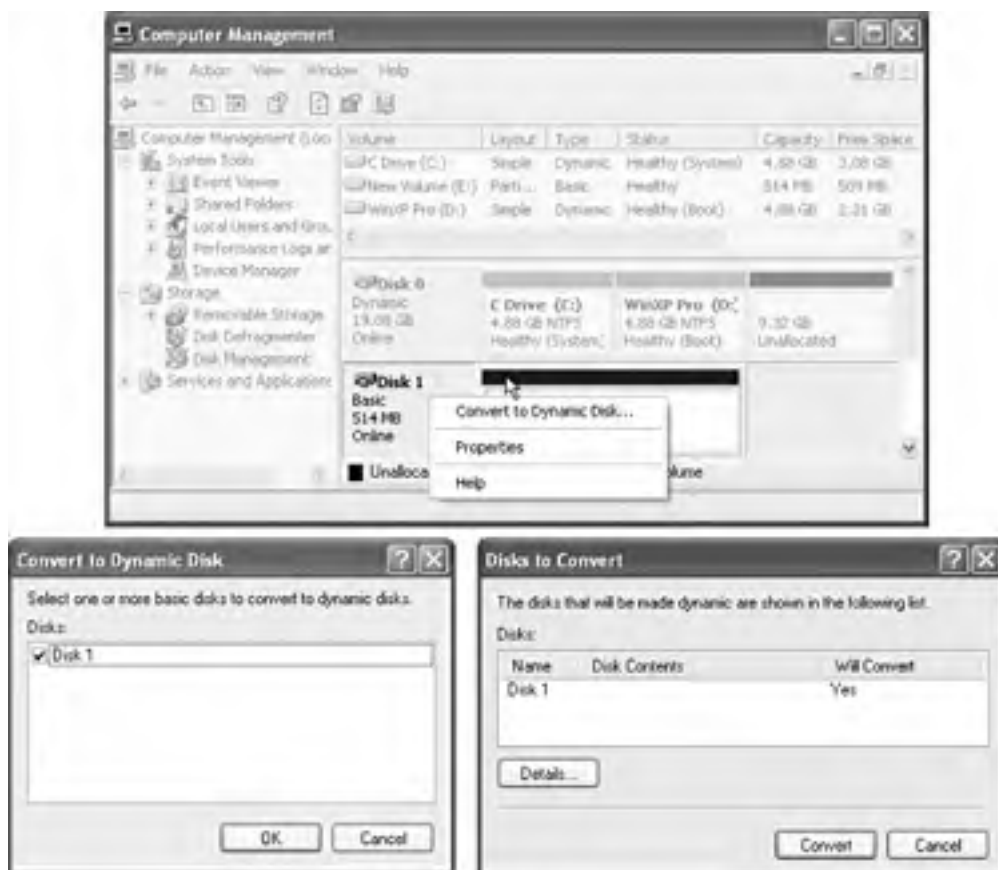 Computer Management
File Action View Window Help
Computer Management (Loc
System Tools
Event Viewer
Shared Folders
Local Users and Grou
Performance Logs ar
Device Manager
Storage
Removable Storage
Disk Defragmenter
Disk Management
Services and Applications
Volume Layout Type Status Capacity Free Space
C Drive (C:) Simple Dynamic Healthy (System) 4.88 GB 3.08 GB
New Volume (E:) Parti... Basic Healthy 514 MB 509 MB
WinXP Pro (D:) Simple Dynamic Healthy (Boot) 4.88 GB 2.21 GB
Disk 0
Dynamic
19.08 GB
Online
C Drive (C:)
4.88 GB NTFS
Healthy (System)
WinXP Pro (D:
4.88 GB NTFS
Healthy (Boot)
9.32 GB
Unallocated
Disk 1
Basic
514 MB
Online
Convert to Dynamic Disk...
Properties
Help
Unalloca
olume
Convert to Dynamic Disk
Select one or more basic disks to convert to dynamic disks.
Disks:
Disk 1
OK Cancel
Disks to Convert
The disks that will be made dynamic are shown in the following list.
Disks:
Name Disk Contents Will Convert
Disk 1 Yes
Details...
Convert Cancel